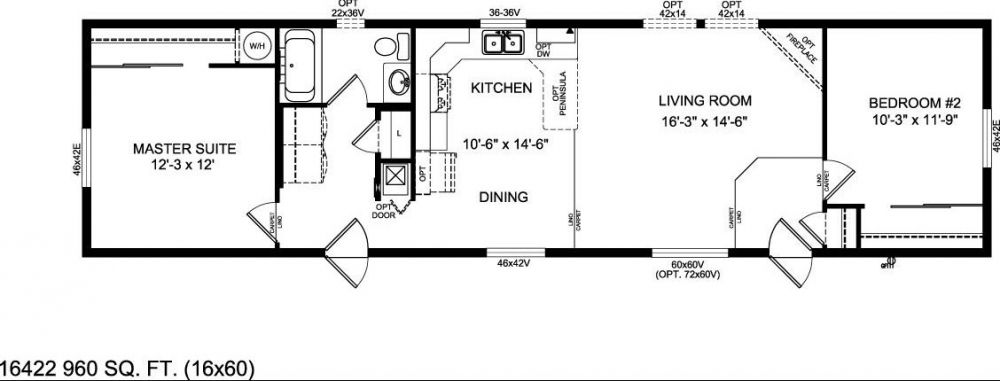 OPT
22x36V
36-36V
OPT
42x14
OPT
42x14
W/H
OPT
DW
OPT
FIREPLACE
KITCHEN
OPT
PENINSULA
LIVING ROOM
16'-3" x 14'-6"
BEDROOM #2
10'-3" x 11'-9"
46x42E
MASTER SUITE
12'-3 x 12'
L
10'-6" x 14'-6"
46x42E
OPT
DINING
OPT
DOOR
LINO
CARPET
CARPET
LINO
LINO
CARPET
CARPET
LINO
46x42V
60x60V
(OPT. 72x60V)
16422 960 SQ. FT. (16x60)